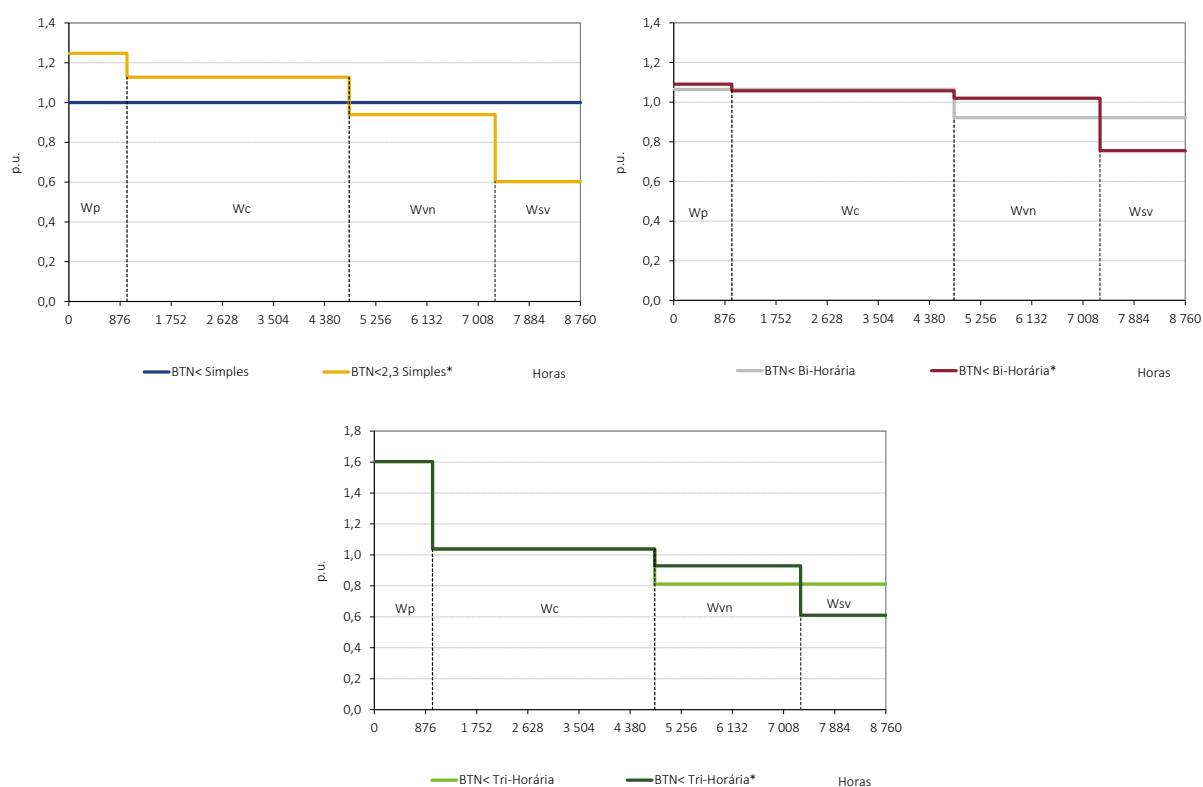 1,4
1,2
1,0
0,8
0,6
0,4
0,2
0,0
p.u.
Wp
Wc
Wvn
Wsv
0 876 1 752 2 628 3 504 4 380 5 256 6 132 7 008 7 884 8 760
BTN< Simples BTN<2,3 Simples* Horas
1,4
1,2
1,0
0,8
0,6
0,4
0,2
0,0
p.u.
Wp
Wc
Wvn
Wsv
0 876 1 752 2 628 3 504 4 380 5 256 6 132 7 008 7 884 8 760
BTN< Bi-Horária BTN< Bi-Horária* Horas
1,8
1,6
1,4
1,2
1,0
0,8
0,6
0,4
0,2
0,0
p.u.
Wp
Wc
Wvn
Wsv
0 876 1 752 2 628 3 504 4 380 5 256 6 132 7 008 7 884 8 760
BTN< Tri-Horária BTN< Tri-Horária* Horas